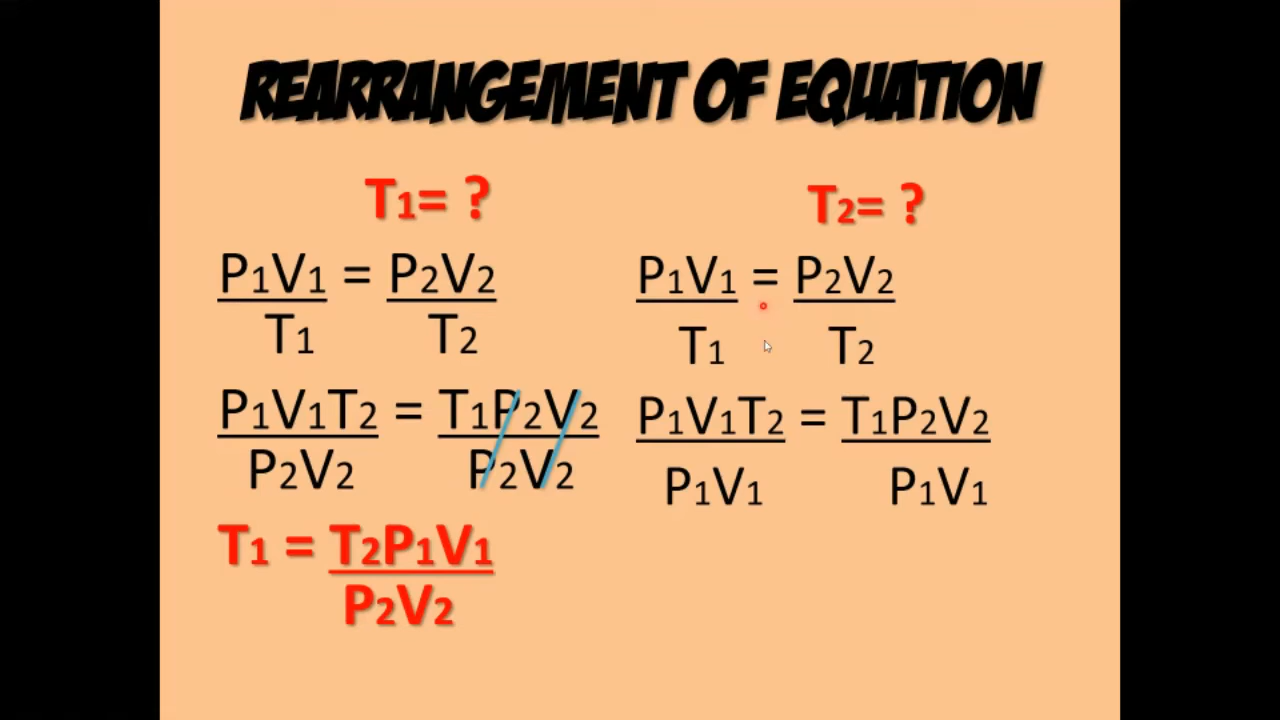 REARRANGEMENT OF EQUATION
T1= ?
P1V1 = P2V2
T1 T2
P1V1T2 = T1P2V2
P2V2 P2V2
T1 = T2P1V1
P2V2
T2= ?
P1V1 = P2V2
T1 T2
P1V1T2 = T1P2V2
P1V1 P1V1